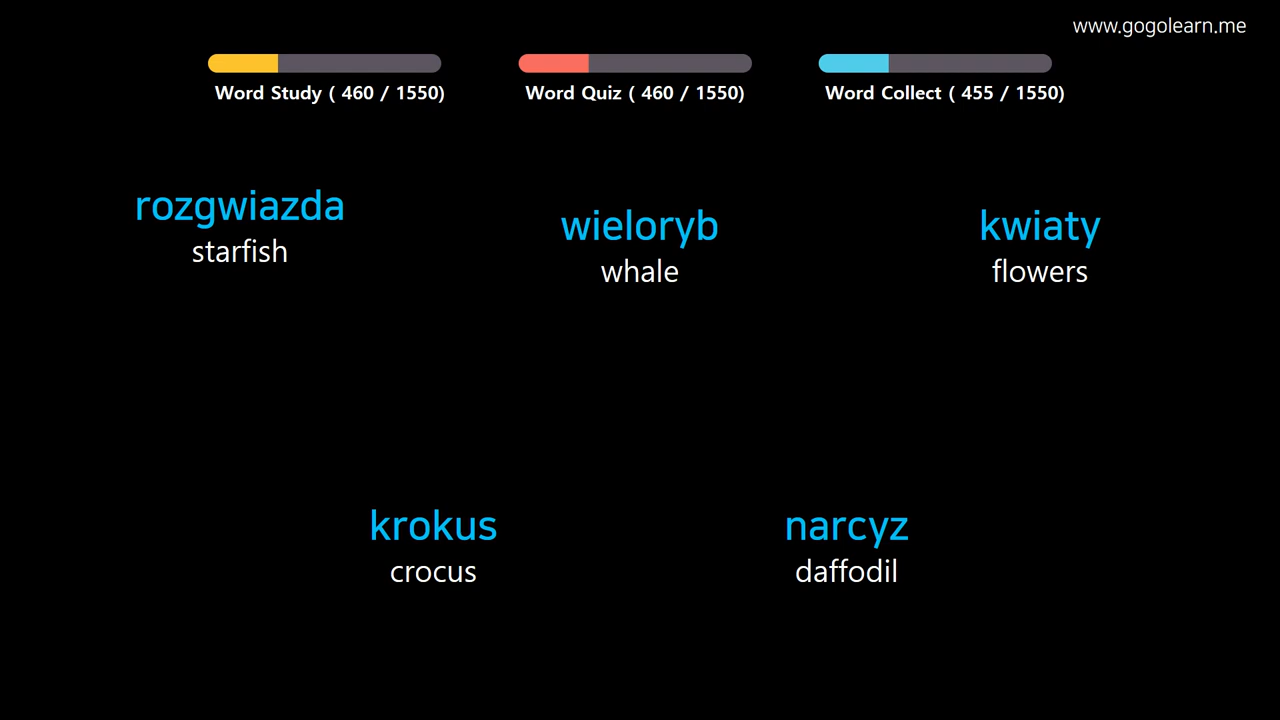 www.gogolearn.me
Word Study ( 460 / 1550)
Word Quiz ( 460 / 1550)
Word Collect ( 455 / 1550)
rozgwiazda
starfish
wieloryb
whale
kwiaty
flowers
krokus
crocus
narcyz
daffodil